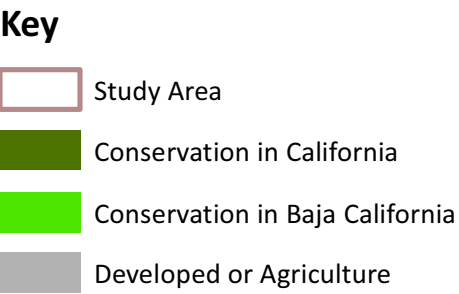 Key
Study Area
Conservation in California
Conservation in Baja California
Developed or Agriculture